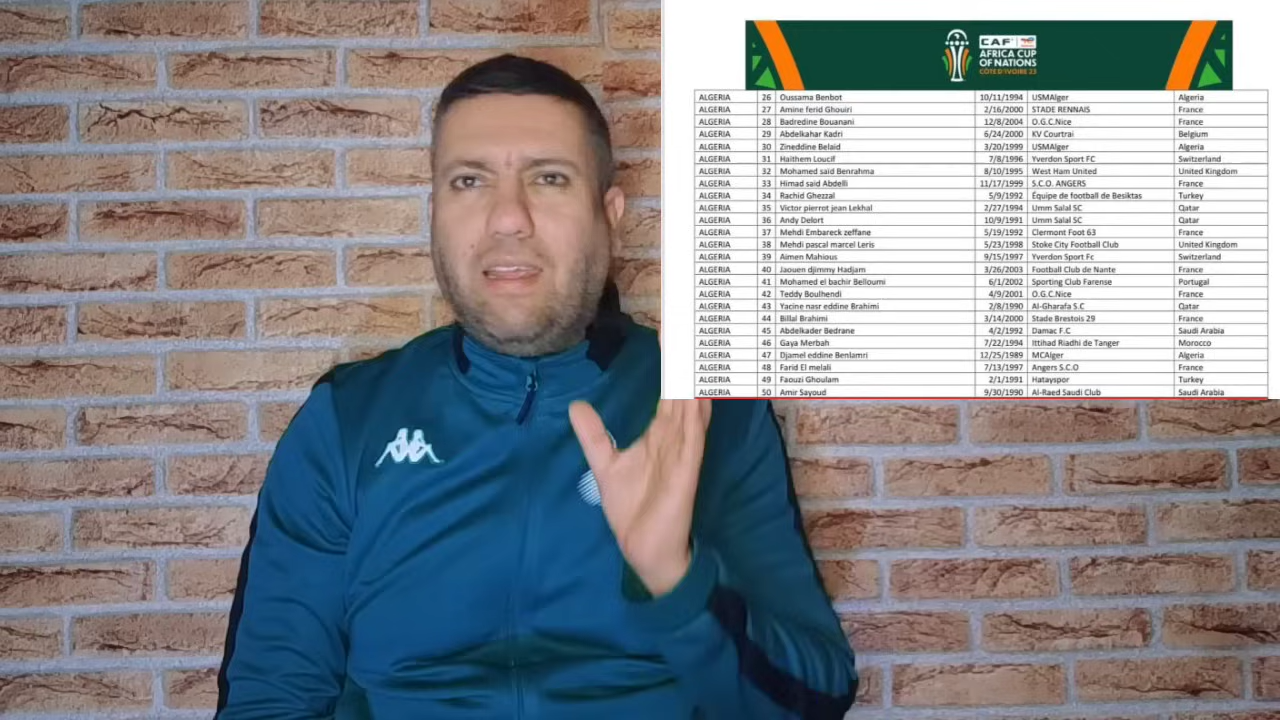 CAF
AFRICA CUP
OF NATIONS
CÔTE D'IVOIRE 23
ALGERIA 26 Oussama Benbot 10/11/1994 USMAlger Algeria
ALGERIA 27 Amine ferid Ghouiri 2/16/2000 STADE RENNAIS France
ALGERIA 28 Badredine Bouanani 12/8/2004 O.G.C.Nice France
ALGERIA 29 Abdelkahar Kadri 6/24/2000 KV Courtrai Belgium
ALGERIA 30 Zineddine Belaid 3/20/1999 USMAlger Algeria
ALGERIA 31 Haithem Loucif 7/8/1996 Yverdon Sport FC Switzerland
ALGERIA 32 Mohamed said Benrahma 8/10/1995 West Ham United United Kingdom
ALGERIA 33 Himad said Abdelli 11/17/1999 S.C.O. ANGERS France
ALGERIA 34 Rachid Ghezzal 5/9/1992 Équipe de football de Besiktas Turkey
ALGERIA 35 Victor pierrot jean Lekhal 2/27/1994 Umm Salal SC Qatar
ALGERIA 36 Andy Delort 10/9/1991 Umm Salal SC Qatar
ALGERIA 37 Mehdi Embareck zeffane 5/19/1992 Clermont Foot 63 France
ALGERIA 38 Mehdi pascal marcel Leris 5/23/1998 Stoke City Football Club United Kingdom
ALGERIA 39 Aimen Mahious 9/15/1997 Yverdon Sport Fc Switzerland
ALGERIA 40 Jaouen djimmy Hadjam 3/26/2003 Football Club de Nante France
ALGERIA 41 Mohamed el bachir Belloumi 6/1/2002 Sporting Club Farense Portugal
ALGERIA 42 Teddy Boulhendi 4/9/2001 O.G.C.Nice France
ALGERIA 43 Yacine nasr eddine Brahimi 2/8/1990 Al-Gharafa S.C Qatar
ALGERIA 44 Billal Brahimi 3/14/2000 Stade Brestois 29 France
ALGERIA 45 Abdelkader Bedrane 4/2/1992 Damac F.C Saudi Arabia
ALGERIA 46 Gaya Merbah 7/22/1994 Ittihad Riadhi de Tanger Morocco
ALGERIA 47 Djamel eddine Benlamri 12/25/1989 MCAlger Algeria
ALGERIA 48 Farid El melali 7/13/1997 Angers S.C.O France
ALGERIA 49 Faouzi Ghoulam 2/1/1991 Hatayspor Turkey
ALGERIA 50 Amir Sayoud 9/30/1990 Al-Raed Saudi Club Saudi Arabia